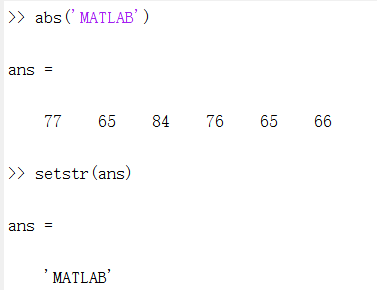 >> abs('MATLAB')
ans =
77 65 84 76 65 66
>> setstr(ans)
ans =
'MATLAB'